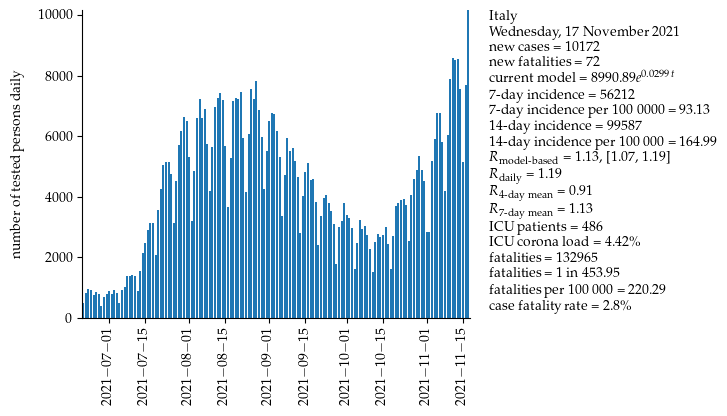 number of tested persons daily
10000
8000
6000
4000
2000
0
2021−07−01
2021−07−15
2021−08−01
2021−08−15
2021−09−01
2021−09−15
2021−10−01
2021−10−15
2021−11−01
2021−11−15
Italy
Wednesday, 17 November 2021
new cases = 10172
new fatalities = 72
current model = 8990.89e^0.0299 t
7-day incidence = 56212
7-day incidence per 100 0000 = 93.13
14-day incidence = 99587
14-day incidence per 100 000 = 164.99
R_model-based = 1.13, [1.07, 1.19]
R_daily = 1.19
R_4-day mean = 0.91
R_7-day mean = 1.13
ICU patients = 486
ICU corona load = 4.42%
fatalities = 132965
fatalities = 1 in 453.95
fatalities per 100 000 = 220.29
case fatality rate = 2.8%